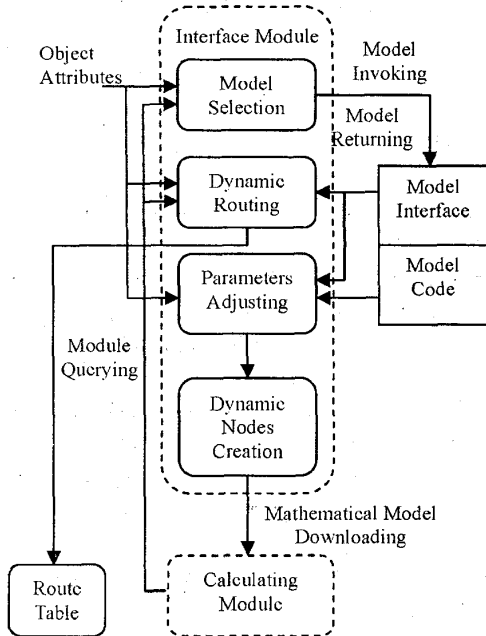 Interface Module
Object
Attributes
Model
Selection
Model
Invoking
Model
Returning
Dynamic
Routing
Model
Interface
Parameters
Adjusting
Model
Code
Module
Querying
Dynamic
Nodes
Creation
Mathematical Model
Downloading
Route
Table
Calculating
Module